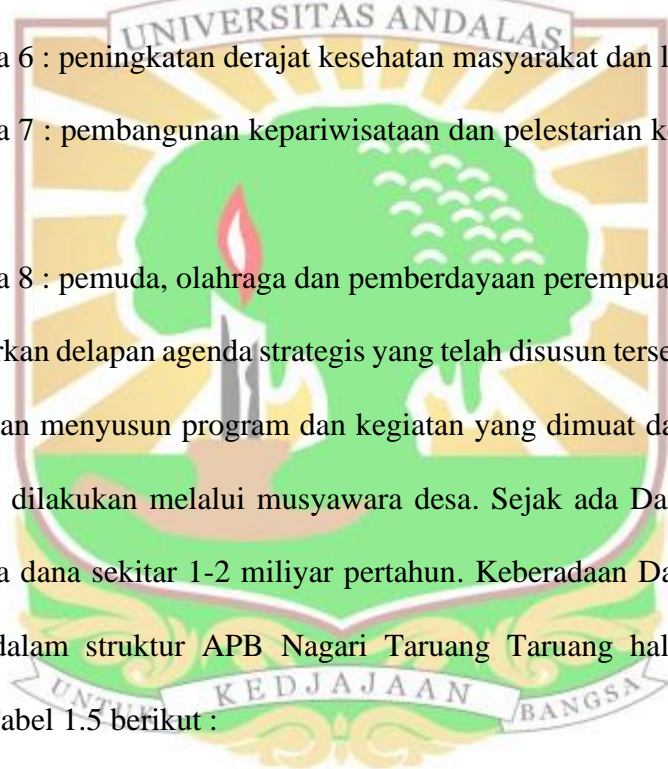 UNIVERSITAS ANDALAS
a 6 : peningkatan derajat kesehatan masyarakat dan l
a 7 : pembangunan kepariwisataan dan pelestarian k
a 8 : pemuda, olahraga dan pemberdayaan perempua
rkan delapan agenda strategis yang telah disusun terse
an menyusun program dan kegiatan yang dimuat da
dilakukan melalui musyawara desa. Sejak ada Da
a dana sekitar 1-2 miliyar pertahun. Keberadaan Da
dalam struktur APB Nagari Taruang Taruang hal
Tabel 1.5 berikut :
UNTUK KEDJAJAAN BANGSA